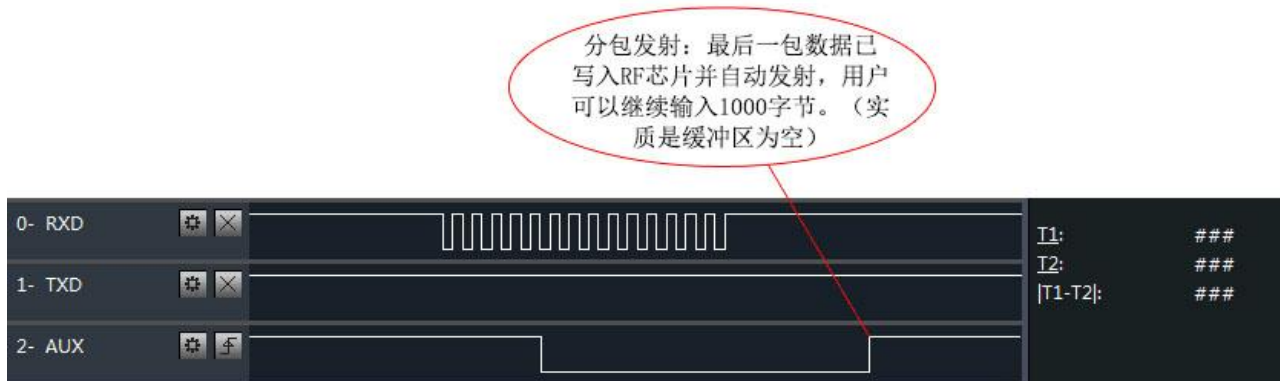 分包发射：最后一包数据已
写入RF芯片并自动发射，用户
可以继续输入1000字节。（实
质是缓冲区为空）
0- RXD
1- TXD
2- AUX
T1: ###
T2: ###
|T1-T2|: ###